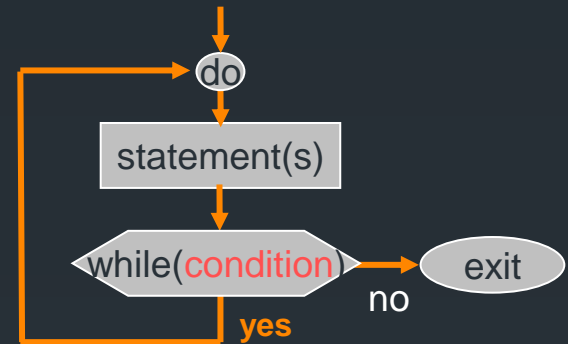 do
statement(s)
while(condition)
exit
no
yes